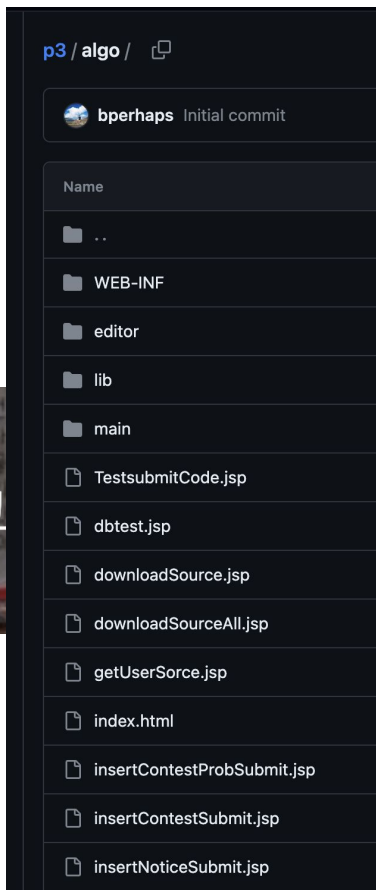 p3 / algo /
bperhaps Initial commit
Name
..
WEB-INF
editor
lib
main
TestsubmitCode.jsp
dbtest.jsp
downloadSource.jsp
downloadSourceAll.jsp
getUserSorce.jsp
index.html
insertContestProbSubmit.jsp
insertContestSubmit.jsp
insertNoticeSubmit.jsp